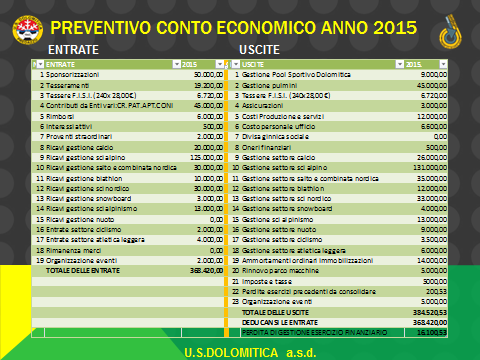 PREVENTIVO CONTO ECONOMICO ANNO 2015
ENTRATE
ENTRATE 2015
1 Sponsorizzazioni 30.000,00
2 Tesseramenti 19.200,00
3 Tessere F.I.S.I. (240x28,00€) 6.720,00
4 Contributi da Enti vari:CR.PAT.APT.CONI 45.000,00
5 Rimborsi 6.000,00
6 Interessi attivi 500,00
7 Proventi straordinari 2.000,00
8 Ricavi gestione calcio 20.000,00
9 Ricavi gestione sci alpino 125.000,00
10 Ricavi gestione salto e combinata nordica 30.000,00
11 Ricavi gestione biathlon 10.000,00
12 Ricavi gestione sci nordico 30.000,00
13 Ricavi gestione snowboard 3.000,00
14 Ricavi gestione sci alpinismo 13.000,00
15 Ricavi gestione nuoto 0,00
16 Entrate settore ciclismo 2.000,00
17 Entrate settore atletica leggera 4.000,00
18 Rimanenza merci 0,00
19 Organizzazione eventi 2.000,00
TOTALE DELLE ENTRATE 368.420,00
USCITE
USCITE 2015
1 Gestione Pool Sportivo Dolomitica 9.000,00
2 Gestione pulmini 45.000,00
3 Tessere F.I.S.I. (240x 28,00€) 6.720,00
4 Assicurazioni 3.000,00
5 Costi Produzione e servizi 12.000,00
6 Costo personale ufficio 6.600,00
7 Divisa ginnica sociale 0,00
8 Oneri finanziari 500,00
9 Gestione settore calcio 26.000,00
10 Gestione settore sci alpino 131.000,00
11 Gestione settore salto e combinata nordica 35.000,00
12 Gestione settore biathlon 12.000,00
13 Gestione settore sci nordico 33.000,00
14 Gestione settore snowboard 4.000,00
15 Gestione sci alpinismo 13.000,00
16 Gestione settore nuoto 9.000,00
17 Gestione settore ciclismo 3.500,00
18 Gestione settore atletica leggera 6.000,00
19 Ammortamenti ordinari immobilizzazioni 14.000,00
20 Rinnovo parco macchine 5.000,00
21 Imposte e tasse 5000,00
22 Perdite esercizi precedenti da consolidare 200,53
23 Organizzazione eventi 5.000,00
TOTALE DELLE USCITE 384.520,53
DEDUCANSI LE ENTRATE 368.420,00
PERDITA DI GESTIONE ESERCIZIO FINANZIARIO 16.100,53
U.S.DOLOMITICA a.s.d.